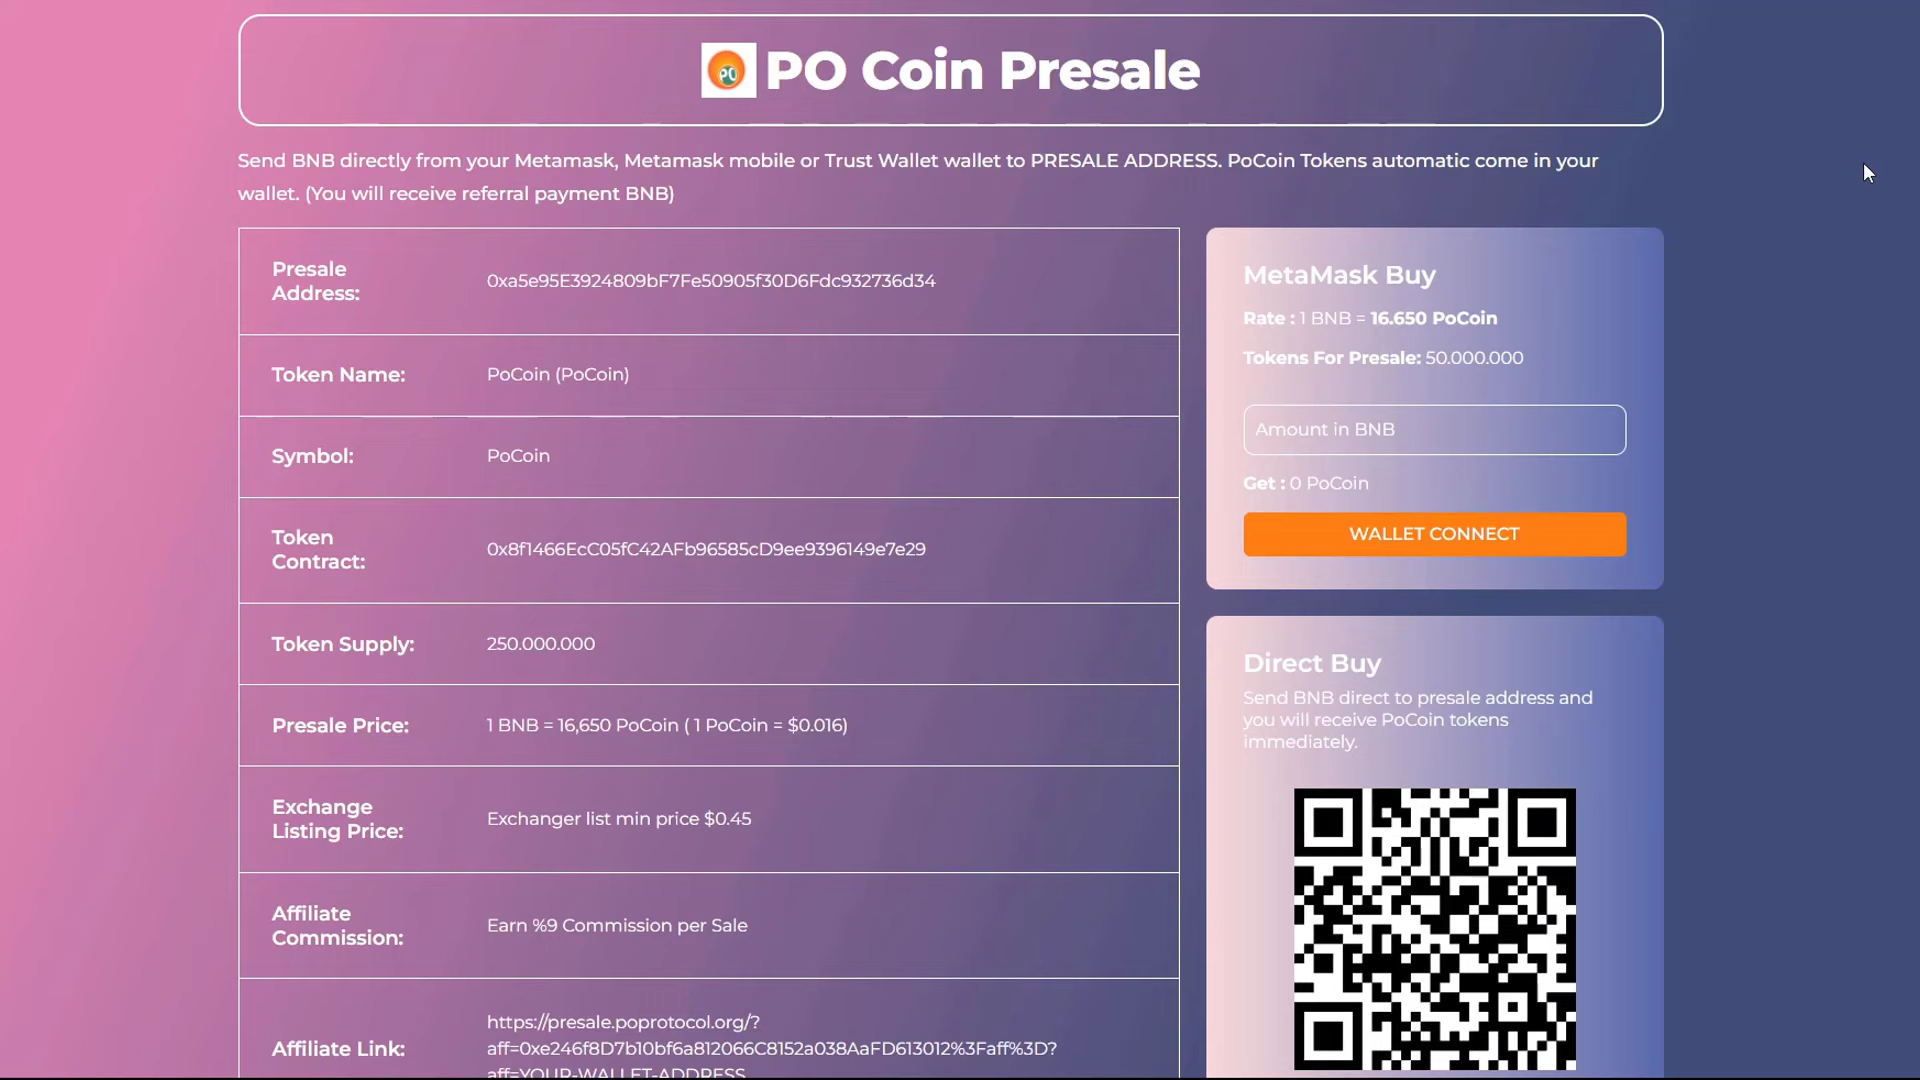 PO
PO Coin Presale
Send BNB directly from your Metamask, Metamask mobile or Trust Wallet wallet to PRESALE ADDRESS. PoCoin Tokens automatic come in your
wallet. (You will receive referral payment BNB)
Presale
Address:
0xa5e95E3924809bF7Fe50905f30D6Fdc932736d34
Token Name:
PoCoin (PoCoin)
Symbol:
PoCoin
Token
Contract:
0x8f1466EcC05fC42AFb96585cD9ee9396149e7e29
Token Supply:
250.000.000
Presale Price:
1 BNB = 16,650 PoCoin ( 1 PoCoin = $0.016)
Exchange
Listing Price:
Exchanger list min price $0.45
Affiliate
Commission:
Earn %9 Commission per Sale
Affiliate Link:
https://presale.poprotocol.org/?
aff=0xe246f8D7b10bf6a812066C8152a038AaFD613012%3Faff%3D?
aff=YOUR-WALLET-ADDRESS
MetaMask Buy
Rate : 1 BNB = 16.650 PoCoin
Tokens For Presale: 50.000.000
Amount in BNB
Get : 0 PoCoin
WALLET CONNECT
Direct Buy
Send BNB direct to presale address and
you will receive PoCoin tokens
immediately.